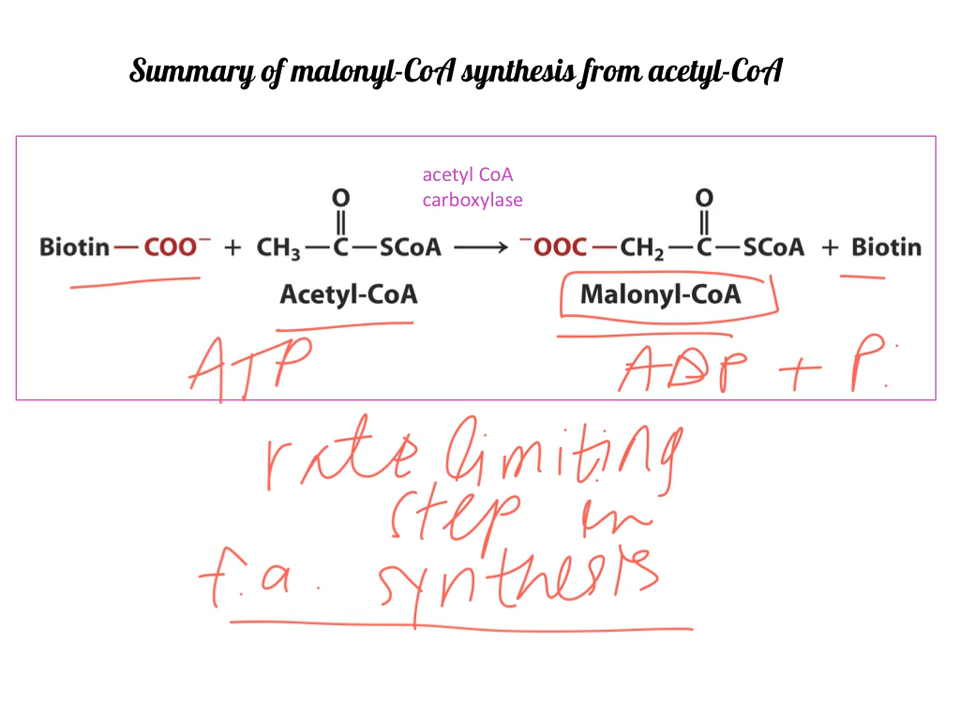 Summary of malonyl-CoA synthesis from acetyl-CoA
acetyl CoA
carboxylase
O O
Biotin—COO⁻ + CH₃—C—SCoA ⟶ ⁻OOC—CH₂—C—SCoA + Biotin
Acetyl-CoA Malonyl-CoA
ATP ADP + Pi
rate limiting
step in
f.a. synthesis